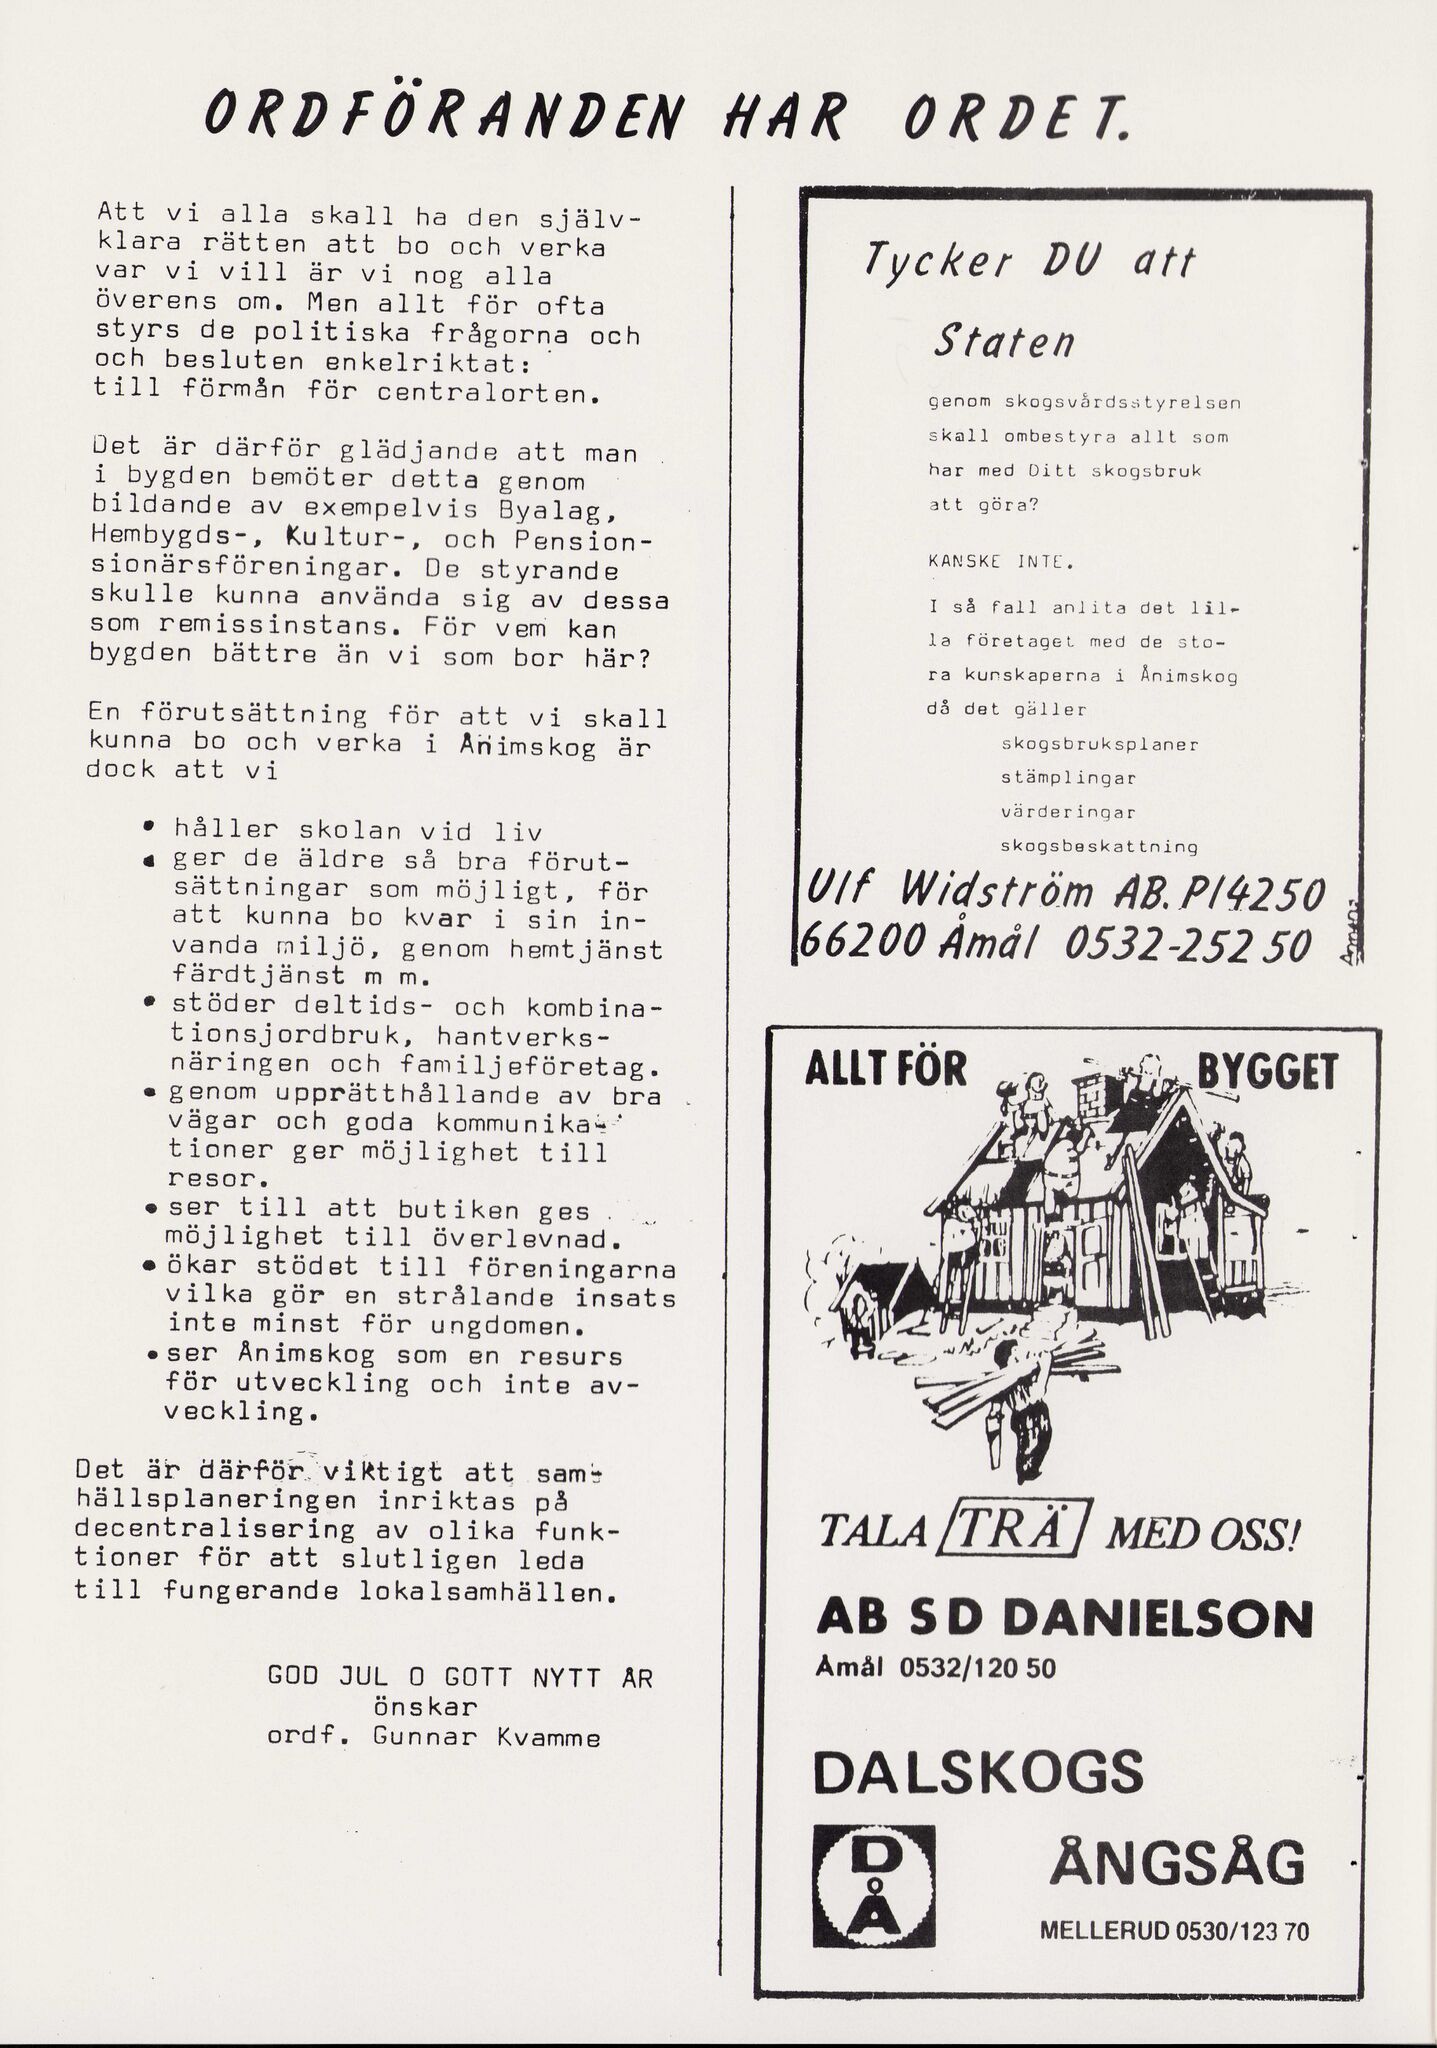 ORDFÖRANDEN HAR ORDET.
Att vi alla skall ha den själv-
klara rätten att bo och verka
var vi vill är vi nog alla
överens om. Men allt för ofta
styrs de politiska frågorna och
och besluten enkelriktat:
till förmån för centralorten.
Det är därför glädjande att man
i bygden bemöter detta genom
bildande av exempelvis Byalag,
Hembygds-, Kultur-, och Pension-
sionärsföreningar. De styrande
skulle kunna använda sig av dessa
som remissinstans. För vem kan
bygden bättre än vi som bor här?
En förutsättning för att vi skall
kunna bo och verka i Ånimskog är
dock att vi
• håller skolan vid liv
• ger de äldre så bra förut-
sättningar som möjligt, för
att kunna bo kvar i sin in-
vanda miljö, genom hemtjänst
färdtjänst m m.
• stöder deltids- och kombina-
tionsjordbruk, hantverks-
näringen och familjeföretag.
• genom upprätthållande av bra
vägar och goda kommunika-
tioner ger möjlighet till
resor.
• ser till att butiken ges
möjlighet till överlevnad.
• ökar stödet till föreningarna
vilka gör en strålande insats
inte minst för ungdomen.
• ser Ånimskog som en resurs
för utveckling och inte av-
veckling.
Det är därför viktigt att sam-
hällsplaneringen inriktas på
decentralisering av olika funk-
tioner för att slutligen leda
till fungerande lokalsamhällen.
GOD JUL O GOTT NYTT ÅR
önskar
ordf. Gunnar Kvamme
Tycker DU att
Staten
genom skogsvårdsstyrelsen
skall ombestyra allt som
har med Ditt skogsbruk
att göra?
KANSKE INTE.
I så fall anlita det lil-
la företaget med de sto-
ra kunskaperna i Ånimskog
då det gäller
skogsbruksplaner
stämplingar
värderingar
skogsbeskattning
Ulf Widström AB. Pl4250
66200 Åmål 0532-252 50
ALLT FÖR BYGGET
TALA TRÄ MED OSS!
AB SD DANIELSON
Åmål 0532/120 50
DALSKOGS
ÅNGSÅG
DÅ
MELLERUD 0530/123 70